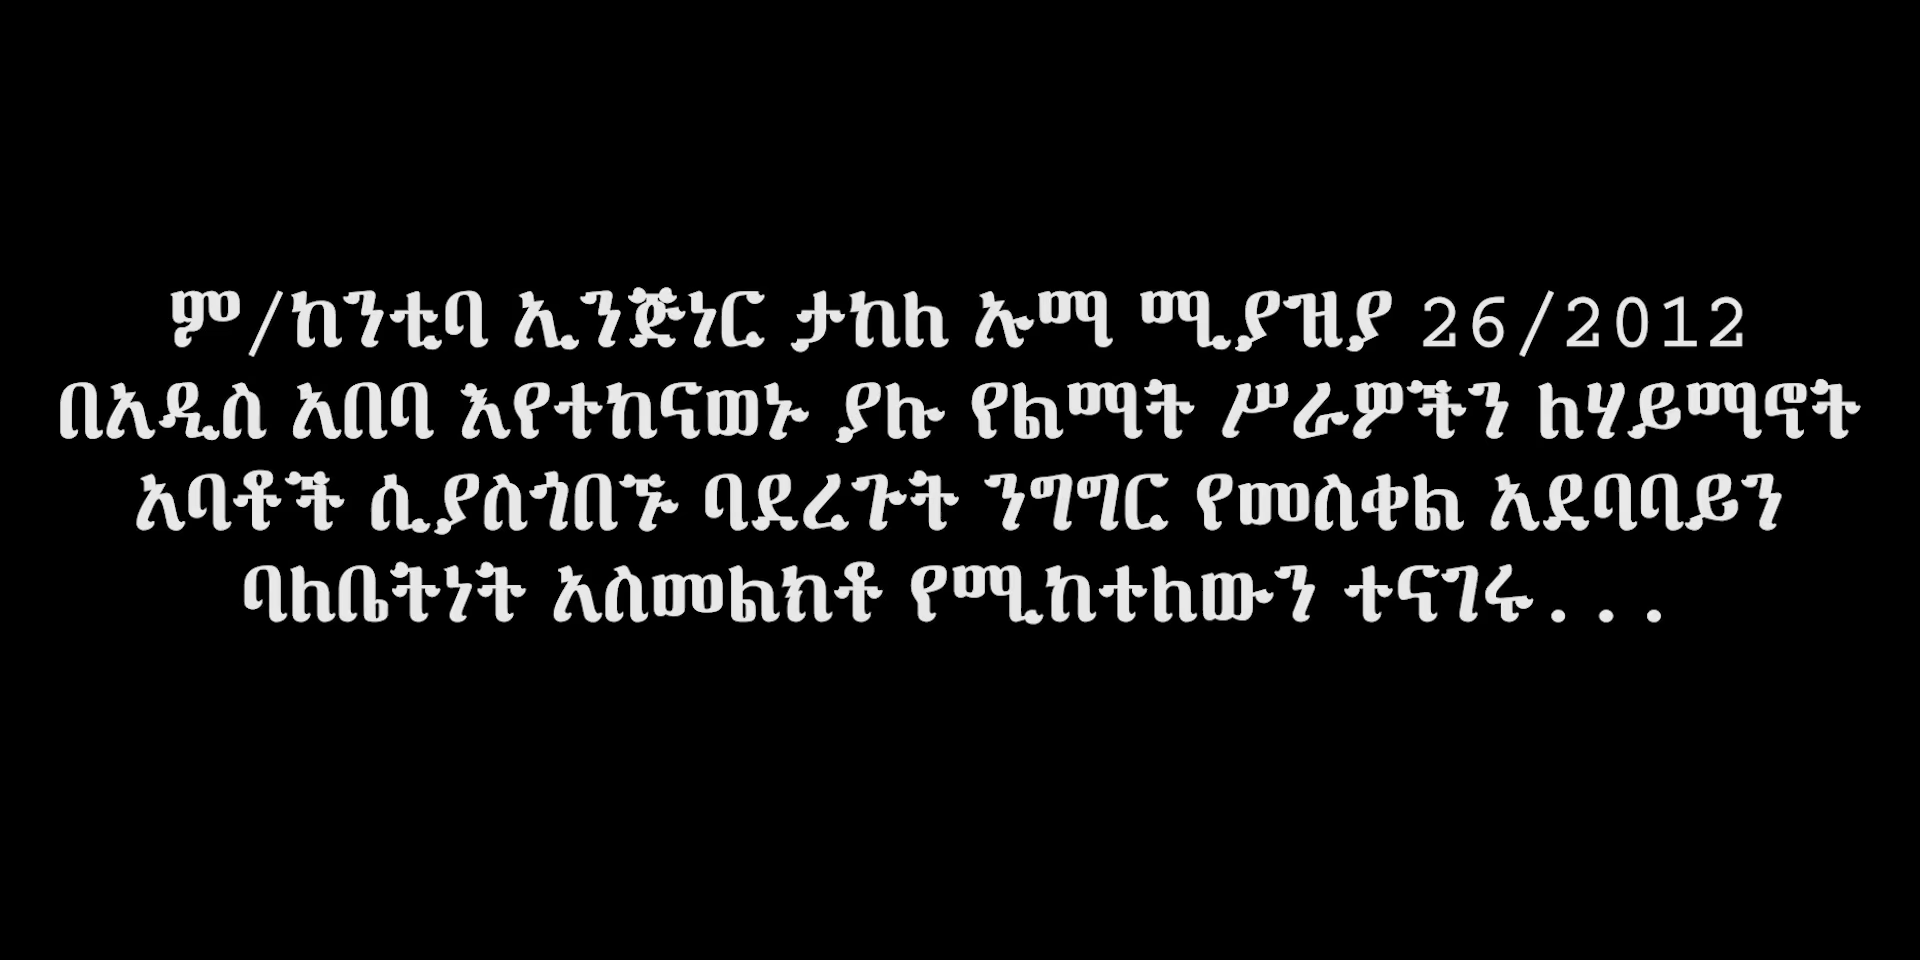 ም/ከንቲባ ኢንጅነር ታከለ ኡማ ሚያዝያ 26/2012
በአዲስ አበባ እየተከናወኑ ያሉ የልማት ሥራዎችን ለሃይማኖት
አባቶች ሲያስጎበኙ ባደረጉት ንግግር የመስቀል አደባባይን
ባለቤትነት አስመልክቶ የሚከተለውን ተናገሩ...